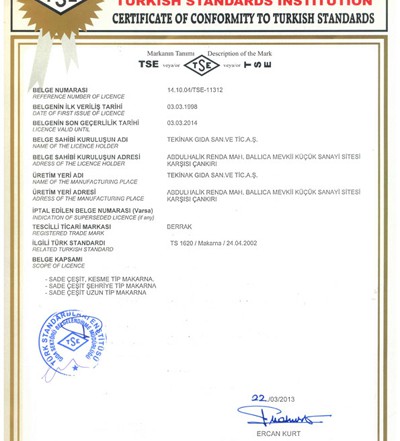 TURKISH STANDARDS INSTITUTION
CERTIFICATE OF CONFORMITY TO TURKISH STANDARDS
Markanın Tanımı Description of the Mark
TSE veya/or TSE veya/or TSE
BELGE NUMARASI 14.10.04/TSE-11312
REFERENCE NUMBER OF LICENCE
BELGENİN İLK VERİLİŞ TARİHİ 03.03.1998
DATE OF FIRST ISSUE OF LICENCE
BELGENİN SON GEÇERLİLİK TARİHİ 03.03.2014
LICENCE VALID UNTIL
BELGE SAHİBİ KURULUŞUN ADI TEKİNAK GIDA SAN.VE TİC.A.Ş.
NAME OF THE LICENCE HOLDER
BELGE SAHİBİ KURULUŞUN ADRESİ ABDULHALİK RENDA MAH. BALLICA MEVKİİ KÜÇÜK SANAYİ SİTESİ
ADRESS OF THE LICENCE HOLDER KARŞISI ÇANKIRI
ÜRETİM YERİ ADI TEKİNAK GIDA SAN.VE TİC.A.Ş.
NAME OF THE MANUFACTURING PLACE
ÜRETİM YERİ ADRESİ ABDULHALİK RENDA MAH. BALLICA MEVKİİ KÜÇÜK SANAYİ SİTESİ
ADRESS OF THE MANUFACTURING PLACE KARŞISI ÇANKIRI
İPTAL EDİLEN BELGE NUMARASI (Varsa)
INDICATION OF SUPERSEDED LICENCE (if any)
TESCİLLİ TİCARİ MARKASI BERRAK
REGISTERED TRADE MARK
İLGİLİ TÜRK STANDARDI TS 1620 / Makarna / 24.04.2002
RELATED TURKISH STANDARD
BELGE KAPSAMI
SCOPE OF LICENCE
- SADE ÇEŞİT, KESME TİP MAKARNA.
- SADE ÇEŞİT ŞEHRİYE TİP MAKARNA
- SADE ÇEŞİT UZUN TİP MAKARNA
TÜRK STANDARDLARI ENSTİTÜSÜ
TSE
22/03/2013
ERCAN KURT